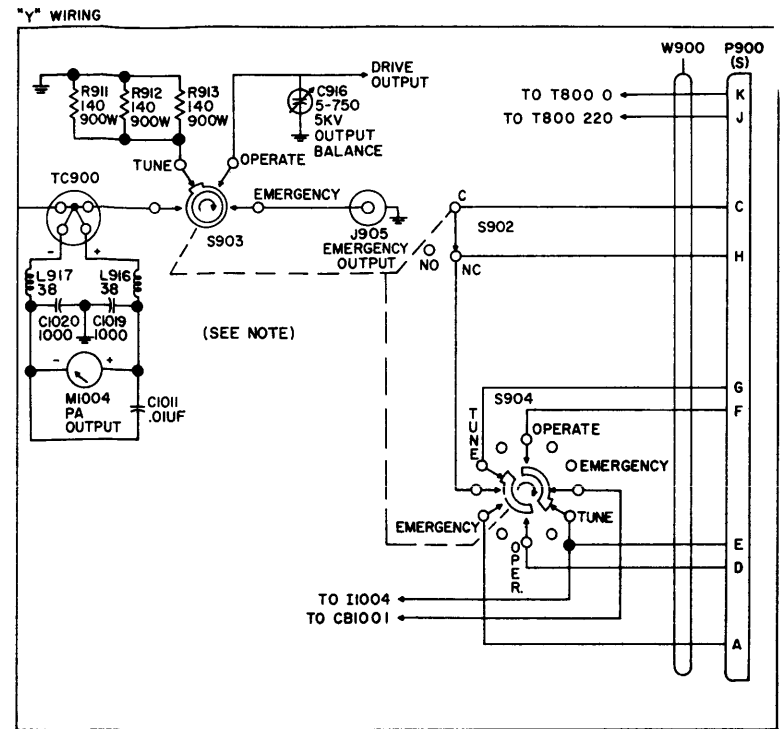 "Y" WIRING
W900
P900
(S)
DRIVE
OUTPUT
R911
140
900W
R912
140
900W
R913
140
900W
C916
5-750
5KV
OUTPUT
BALANCE
TO T800 0
K
TO T800 220
J
TUNE
OPERATE
TC900
EMERGENCY
C
C
S902
S903
J905
EMERGENCY
OUTPUT
NO
NC
H
-
+
L917
38
L916
38
C1020
1000
C1019
1000
(SEE NOTE)
-
+
M1004
PA
OUTPUT
C1011
.01UF
G
S904
F
TUNE
OPERATE
EMERGENCY
EMERGENCY
TUNE
OPER.
E
D
TO I1004
TO CB1001
A